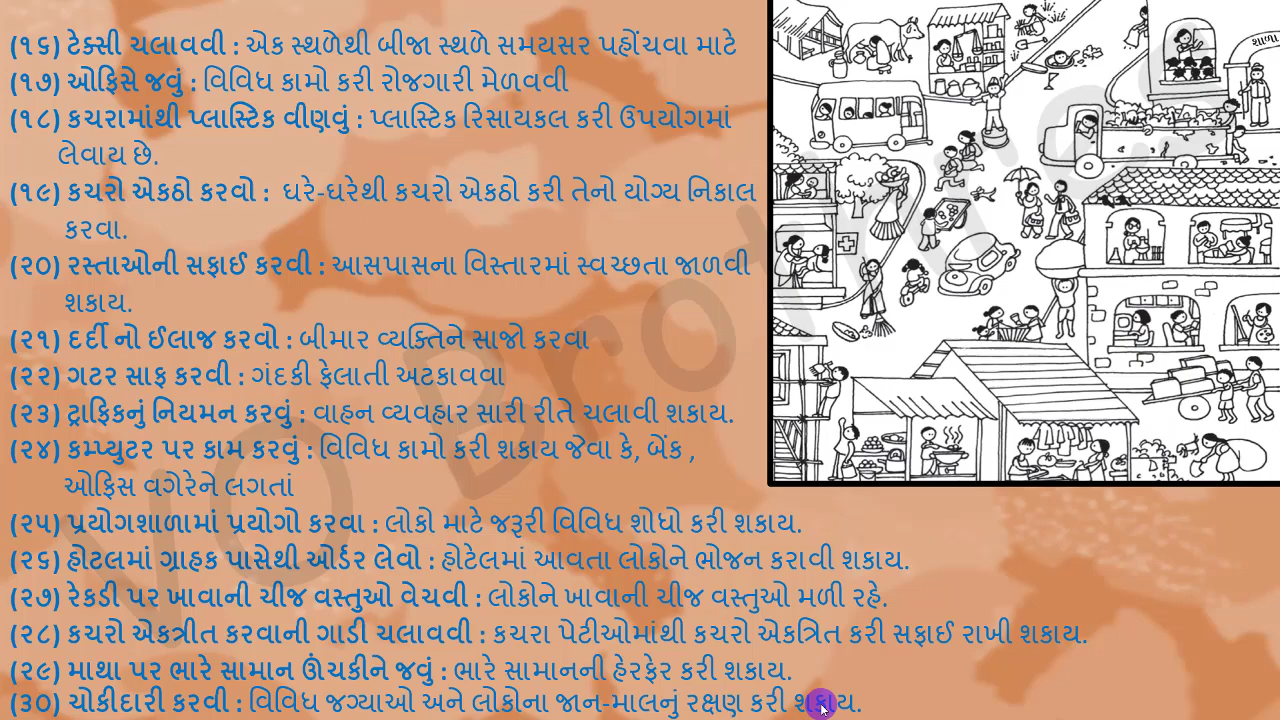 (૧૬) ટેક્સી ચલાવવી : એક સ્થળેથી બીજા સ્થળે સમયસર પહોંચવા માટે
(૧૭) ઓફિસે જવું : વિવિધ કામો કરી રોજગારી મેળવવી
(૧૮) કચરામાંથી પ્લાસ્ટિક વીણવું : પ્લાસ્ટિક રિસાયકલ કરી ઉપયોગમાં
લેવાય છે.
(૧૯) કચરો એકઠો કરવો : ઘરે-ઘરેથી કચરો એકઠો કરી તેનો યોગ્ય નિકાલ
કરવા.
(૨૦) રસ્તાઓની સફાઈ કરવી : આસપાસના વિસ્તારમાં સ્વચ્છતા જાળવી
શકાય.
(૨૧) દર્દી નો ઈલાજ કરવો : બીમાર વ્યક્તિને સાજો કરવા
(૨૨) ગટર સાફ કરવી : ગંદકી ફેલાતી અટકાવવા
(૨૩) ટ્રાફિકનું નિયમન કરવું : વાહન વ્યવહાર સારી રીતે ચલાવી શકાય.
(૨૪) કમ્પ્યુટર પર કામ કરવું : વિવિધ કામો કરી શકાય જેવા કે, બેંક ,
ઓફિસ વગેરેને લગતાં
(૨૫) પ્રયોગશાળામાં પ્રયોગો કરવા : લોકો માટે જરૂરી વિવિધ શોધો કરી શકાય.
(૨૬) હોટલમાં ગ્રાહક પાસેથી ઓર્ડર લેવો : હોટેલમાં આવતા લોકોને ભોજન કરાવી શકાય.
(૨૭) રેકડી પર ખાવાની ચીજ વસ્તુઓ વેચવી : લોકોને ખાવાની ચીજ વસ્તુઓ મળી રહે.
(૨૮) કચરો એકત્રીત કરવાની ગાડી ચલાવવી : કચરા પેટીઓમાંથી કચરો એકત્રિત કરી સફાઈ રાખી શકાય.
(૨૯) માથા પર ભારે સામાન ઊંચકીને જવું : ભારે સામાનની હેરફેર કરી શકાય.
(૩૦) ચોકીદારી કરવી : વિવિધ જગ્યાઓ અને લોકોના જાન-માલનું રક્ષણ કરી શકાય.
શાળા
VO Brothers